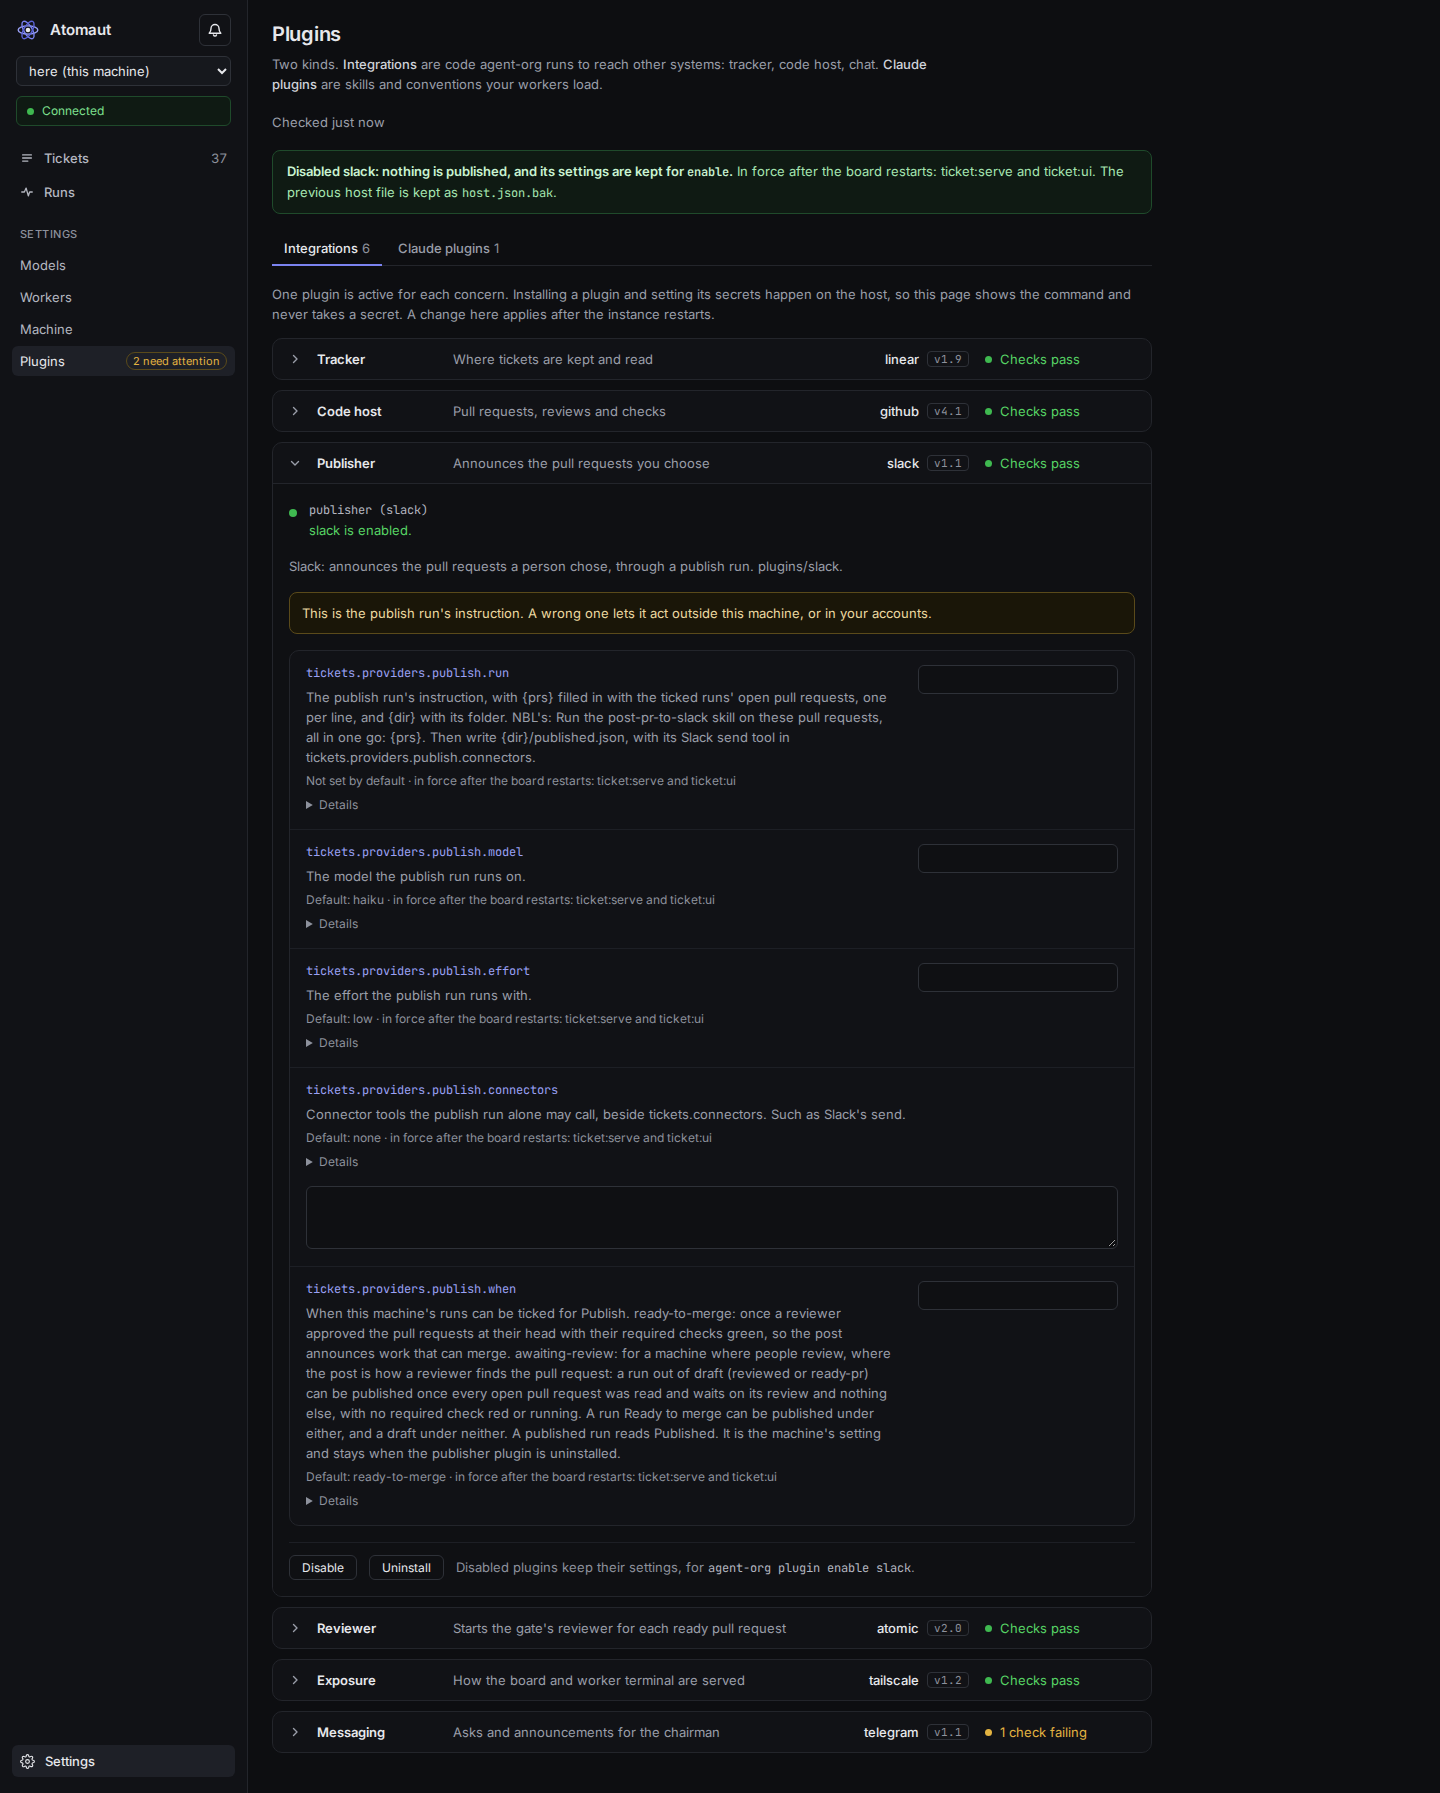 Atomaut
here (this machine)
Connected
Tickets 37
Runs
SETTINGS
Models
Workers
Machine
Plugins 2 need attention
Settings
Plugins
Two kinds. Integrations are code agent-org runs to reach other systems: tracker, code host, chat. Claude
plugins are skills and conventions your workers load.
Checked just now
Disabled slack: nothing is published, and its settings are kept for enable. In force after the board restarts: ticket:serve and ticket:ui. The
previous host file is kept as host.json.bak.
Integrations 6 Claude plugins 1
One plugin is active for each concern. Installing a plugin and setting its secrets happen on the host, so this page shows the command and
never takes a secret. A change here applies after the instance restarts.
Tracker Where tickets are kept and read linear v1.9 Checks pass
Code host Pull requests, reviews and checks github v4.1 Checks pass
Publisher Announces the pull requests you choose slack v1.1 Checks pass
publisher (slack)
slack is enabled.
Slack: announces the pull requests a person chose, through a publish run. plugins/slack.
This is the publish run's instruction. A wrong one lets it act outside this machine, or in your accounts.
tickets.providers.publish.run
The publish run's instruction, with {prs} filled in with the ticked runs' open pull requests, one
per line, and {dir} with its folder. NBL's: Run the post-pr-to-slack skill on these pull requests,
all in one go: {prs}. Then write {dir}/published.json, with its Slack send tool in
tickets.providers.publish.connectors.
Not set by default · in force after the board restarts: ticket:serve and ticket:ui
Details
tickets.providers.publish.model
The model the publish run runs on.
Default: haiku · in force after the board restarts: ticket:serve and ticket:ui
Details
tickets.providers.publish.effort
The effort the publish run runs with.
Default: low · in force after the board restarts: ticket:serve and ticket:ui
Details
tickets.providers.publish.connectors
Connector tools the publish run alone may call, beside tickets.connectors. Such as Slack's send.
Default: none · in force after the board restarts: ticket:serve and ticket:ui
Details
tickets.providers.publish.when
When this machine's runs can be ticked for Publish. ready-to-merge: once a reviewer
approved the pull requests at their head with their required checks green, so the post
announces work that can merge. awaiting-review: for a machine where people review, where
the post is how a reviewer finds the pull request: a run out of draft (reviewed or ready-pr)
can be published once every open pull request was read and waits on its review and nothing
else, with no required check red or running. A run Ready to merge can be published under
either, and a draft under neither. A published run reads Published. It is the machine's setting
and stays when the publisher plugin is uninstalled.
Default: ready-to-merge · in force after the board restarts: ticket:serve and ticket:ui
Details
Disable Uninstall Disabled plugins keep their settings, for agent-org plugin enable slack.
Reviewer Starts the gate's reviewer for each ready pull request atomic v2.0 Checks pass
Exposure How the board and worker terminal are served tailscale v1.2 Checks pass
Messaging Asks and announcements for the chairman telegram v1.1 1 check failing